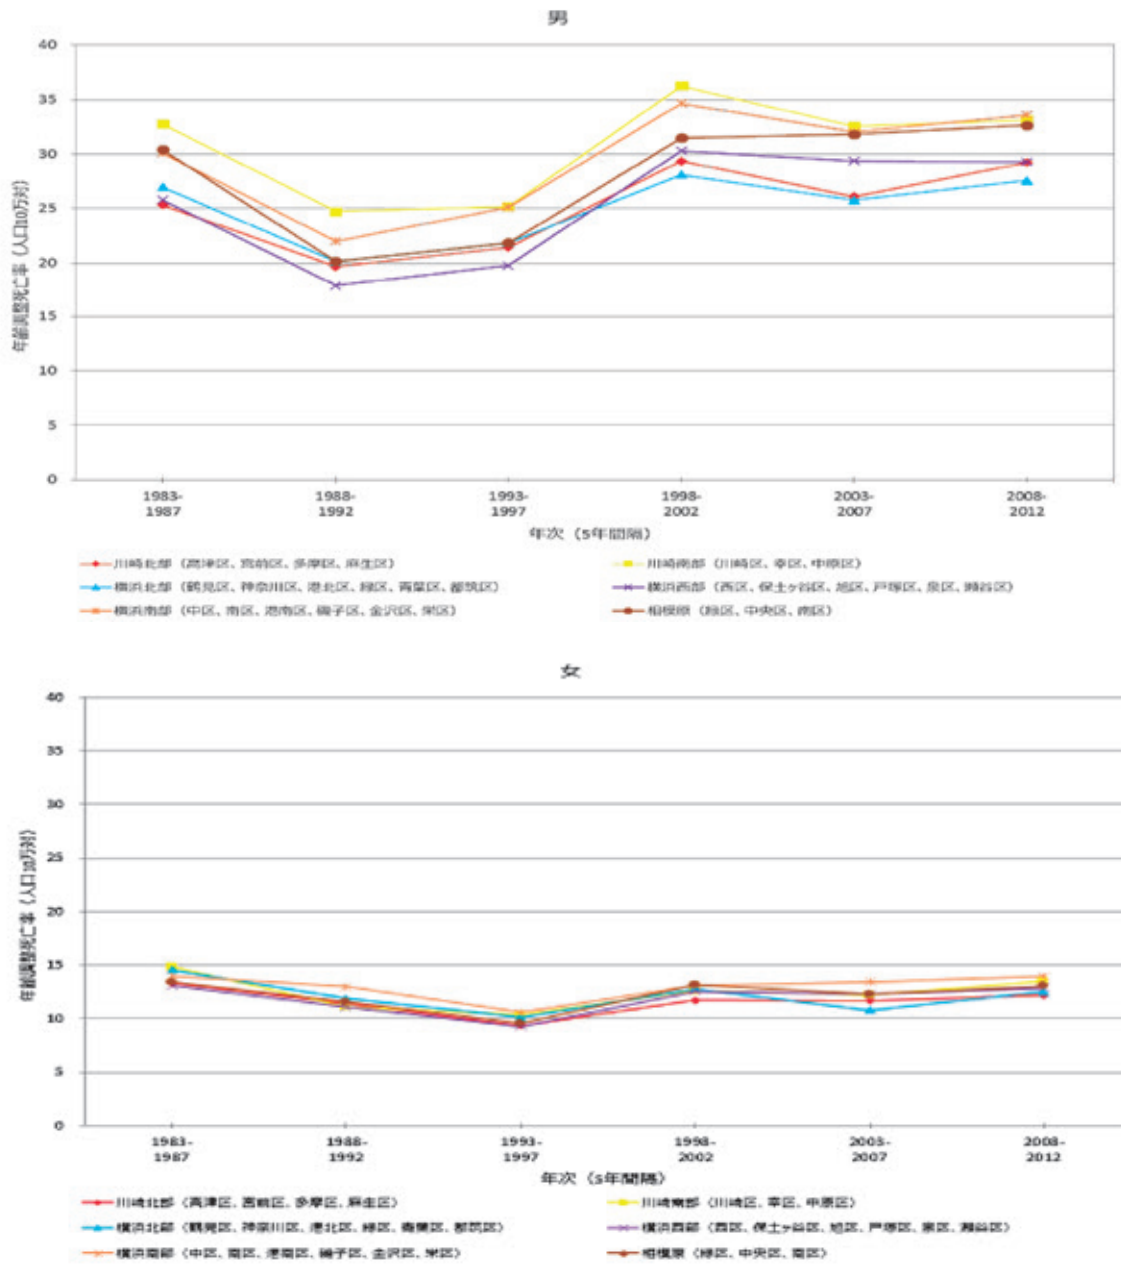 男
40
35
30
25
20
15
10
5
0
年齢調整死亡率（人口10万対）
1983-
1987
1988-
1992
1993-
1997
1998-
2002
2003-
2007
2008-
2012
年次（5年間隔）
川崎北部（高津区、宮前区、多摩区、麻生区）
川崎南部（川崎区、幸区、中原区）
横浜北部（鶴見区、神奈川区、港北区、緑区、青葉区、都筑区）
横浜西部（西区、保土ヶ谷区、旭区、戸塚区、泉区、瀬谷区）
横浜南部（中区、南区、港南区、磯子区、金沢区、栄区）
相模原（緑区、中央区、南区）
女
40
35
30
25
20
15
10
5
0
年齢調整死亡率（人口10万対）
1983-
1987
1988-
1992
1993-
1997
1998-
2002
2003-
2007
2008-
2012
年次（5年間隔）
川崎北部（高津区、宮前区、多摩区、麻生区）
川崎南部（川崎区、幸区、中原区）
横浜北部（鶴見区、神奈川区、港北区、緑区、青葉区、都筑区）
横浜西部（西区、保土ヶ谷区、旭区、戸塚区、泉区、瀬谷区）
横浜南部（中区、南区、港南区、磯子区、金沢区、栄区）
相模原（緑区、中央区、南区）